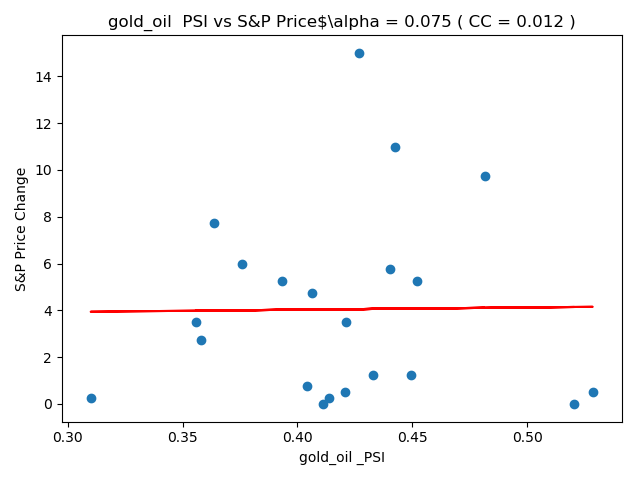 gold_oil  PSI vs S&P Price$\alpha = 0.075 ( CC = 0.012 )
14
12
10
8
6
4
2
0
S&P Price Change
0.30 0.35 0.40 0.45 0.50
gold_oil _PSI